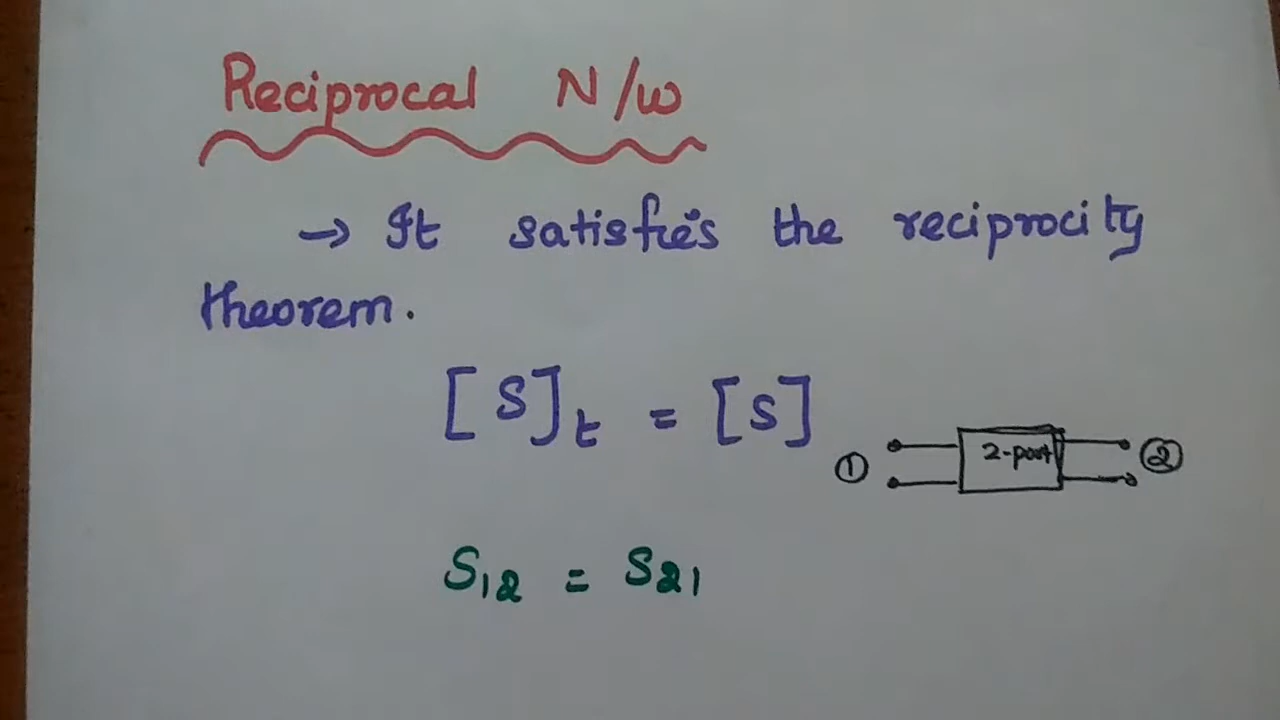 Reciprocal N/w
→ It satisfies the reciprocity
theorem.
[S]t = [S]
① 2-port ②
S12 = S21